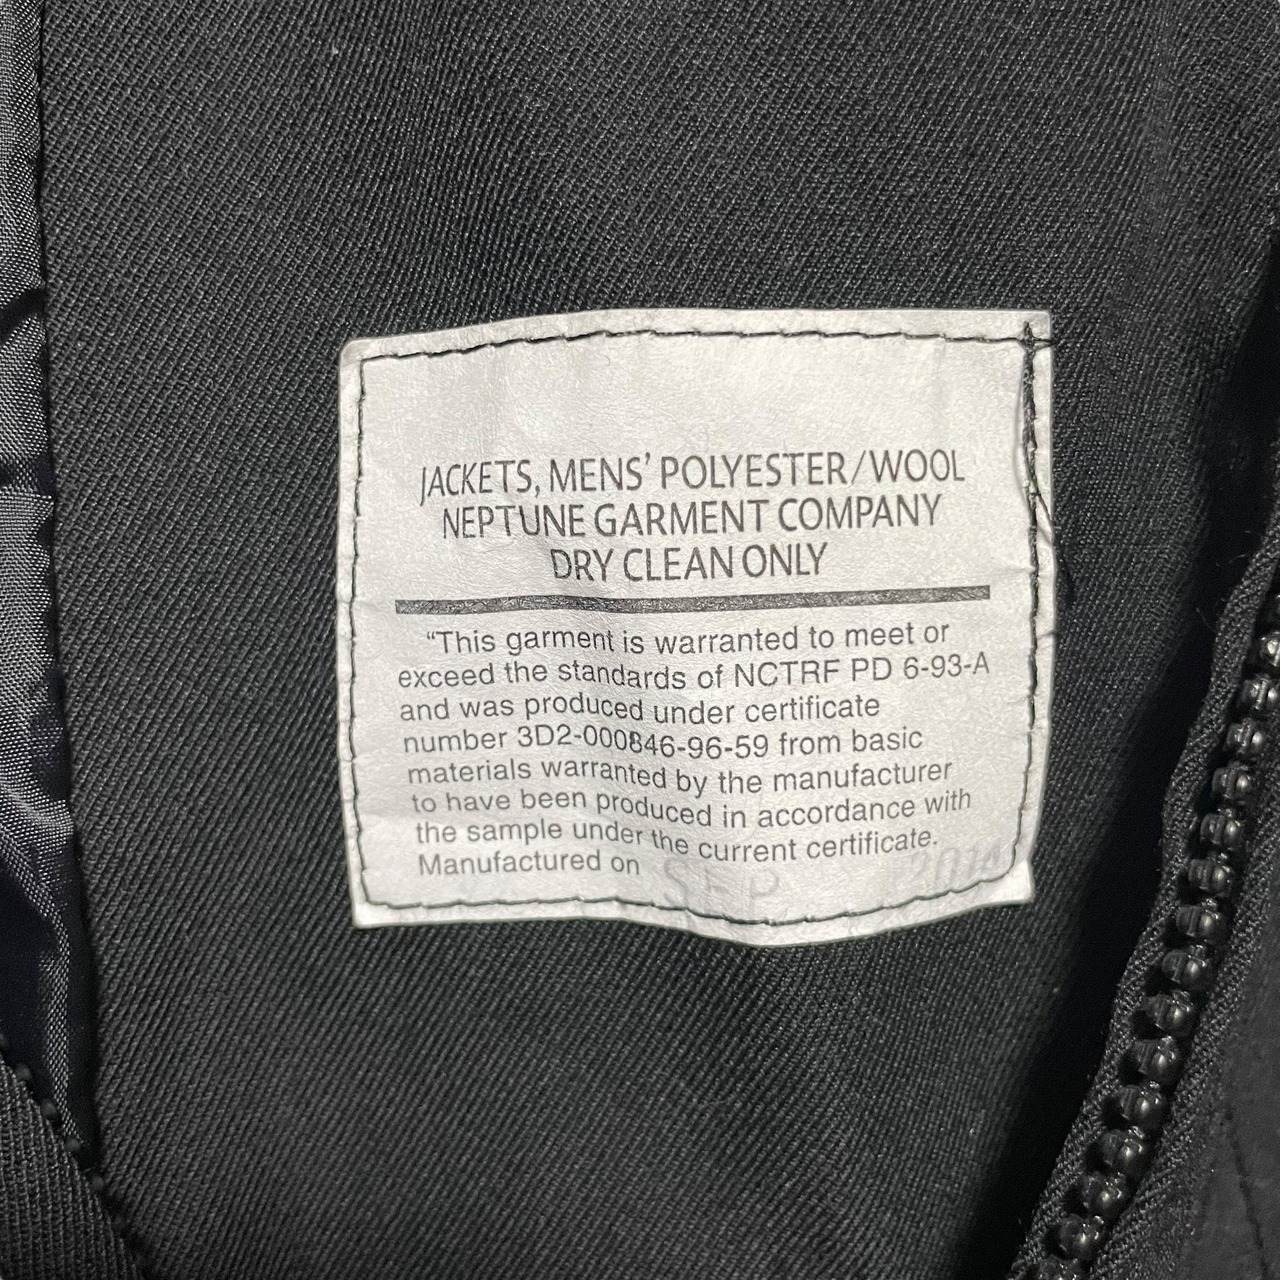 JACKETS, MENS' POLYESTER/WOOL
NEPTUNE GARMENT COMPANY
DRY CLEAN ONLY
“This garment is warranted to meet or
exceed the standards of NCTRF PD 6-93-A
and was produced under certificate
number 3D2-000846-96-59 from basic
materials warranted by the manufacturer
to have been produced in accordance with
the sample under the current certificate.
Manufactured on SEP 2014